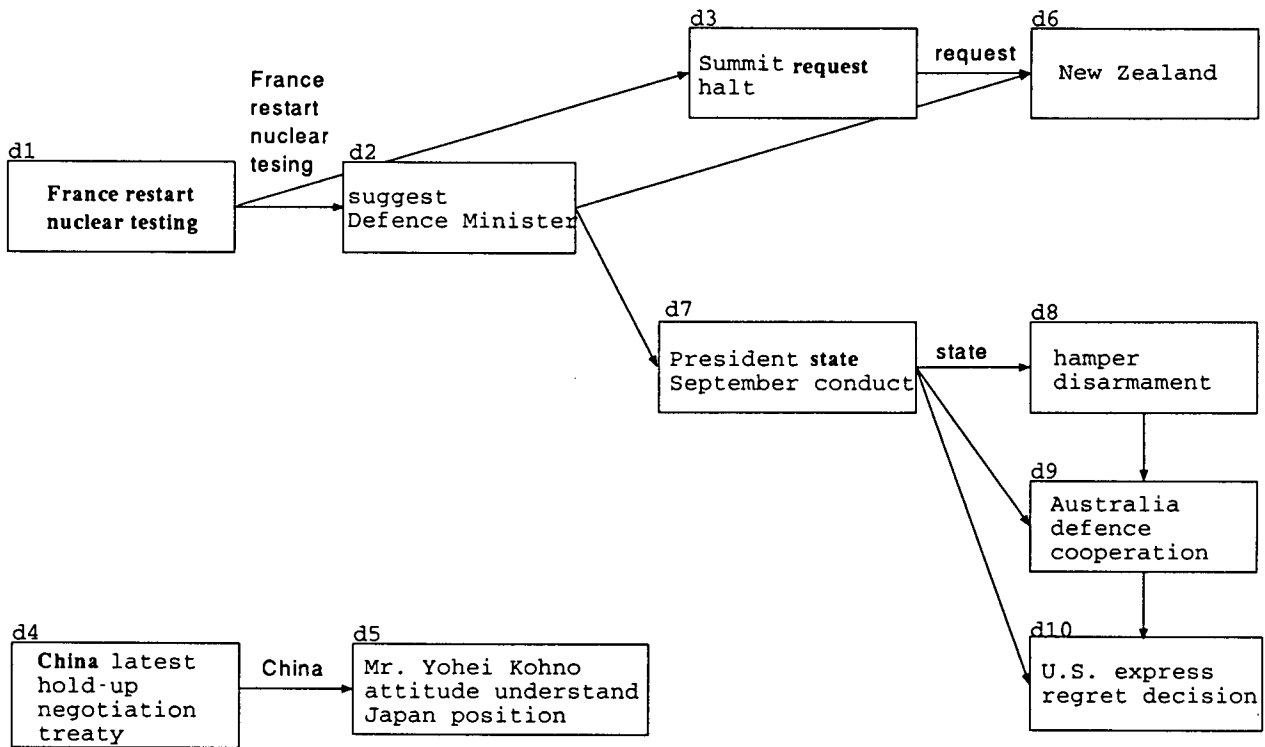 d3
Summit request
halt
request
d6
New Zealand
France
restart
nuclear
tesing
d1
France restart
nuclear testing
d2
suggest
Defence Minister
d7
President state
September conduct
state
d8
hamper
disarmament
d9
Australia
defence
cooperation
d4
China latest
hold-up
negotiation
treaty
China
d5
Mr. Yohei Kohno
attitude understand
Japan position
d10
U.S. express
regret decision